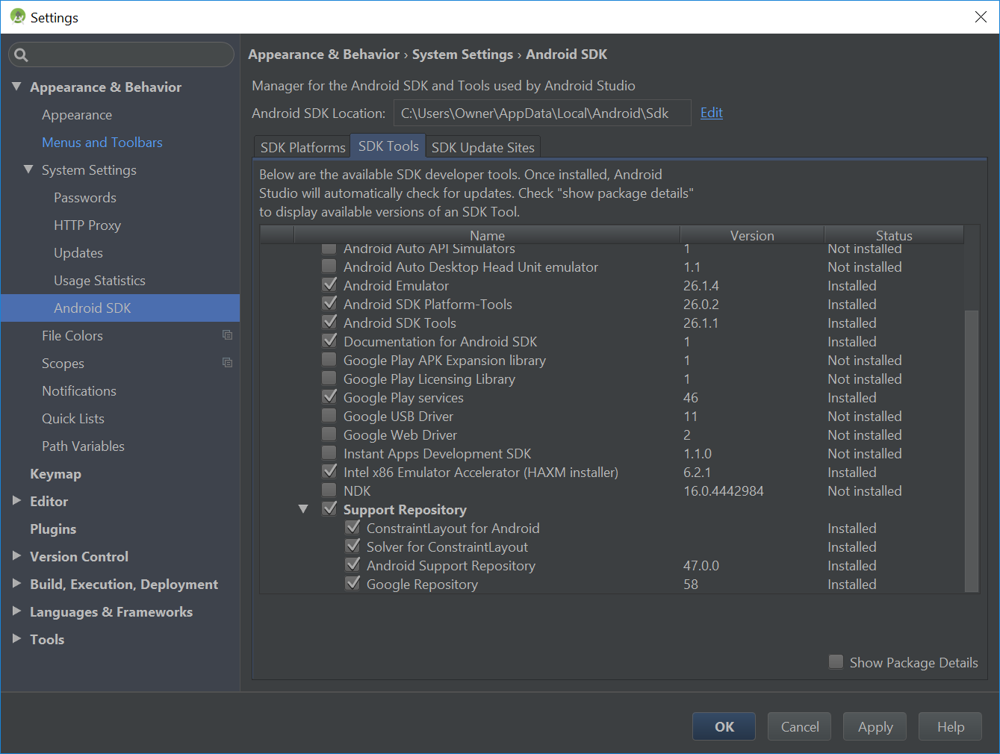 Settings
Appearance & Behavior
Appearance
Menus and Toolbars
System Settings
Passwords
HTTP Proxy
Updates
Usage Statistics
Android SDK
File Colors
Scopes
Notifications
Quick Lists
Path Variables
Keymap
Editor
Plugins
Version Control
Build, Execution, Deployment
Languages & Frameworks
Tools
Appearance & Behavior › System Settings › Android SDK
Manager for the Android SDK and Tools used by Android Studio
Android SDK Location: C:\Users\Owner\AppData\Local\Android\Sdk Edit
SDK Platforms SDK Tools SDK Update Sites
Below are the available SDK developer tools. Once installed, Android
Studio will automatically check for updates. Check "show package details"
to display available versions of an SDK Tool.
Name Version Status
Android Auto API Simulators 1 Not installed
Android Auto Desktop Head Unit emulator 1.1 Not installed
Android Emulator 26.1.4 Installed
Android SDK Platform-Tools 26.0.2 Installed
Android SDK Tools 26.1.1 Installed
Documentation for Android SDK 1 Installed
Google Play APK Expansion library 1 Not installed
Google Play Licensing Library 1 Not installed
Google Play services 46 Installed
Google USB Driver 11 Not installed
Google Web Driver 2 Not installed
Instant Apps Development SDK 1.1.0 Not installed
Intel x86 Emulator Accelerator (HAXM installer) 6.2.1 Installed
NDK 16.0.4442984 Not installed
Support Repository
ConstraintLayout for Android Installed
Solver for ConstraintLayout Installed
Android Support Repository 47.0.0 Installed
Google Repository 58 Installed
Show Package Details
OK Cancel Apply Help